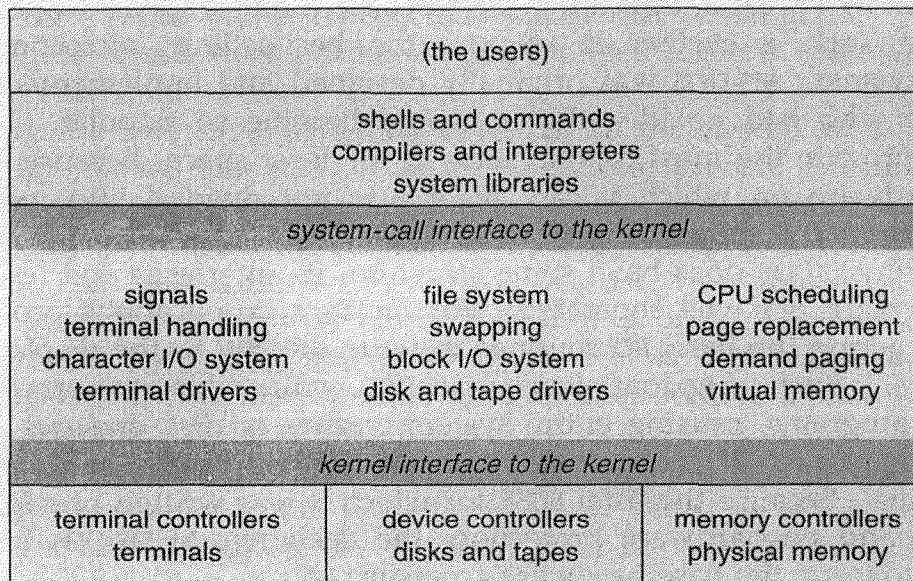 (the users)
shells and commands
compilers and interpreters
system libraries
system-call interface to the kernel
signals
terminal handling
character I/O system
terminal drivers
file system
swapping
block I/O system
disk and tape drivers
CPU scheduling
page replacement
demand paging
virtual memory
kernel interface to the kernel
terminal controllers
terminals
device controllers
disks and tapes
memory controllers
physical memory